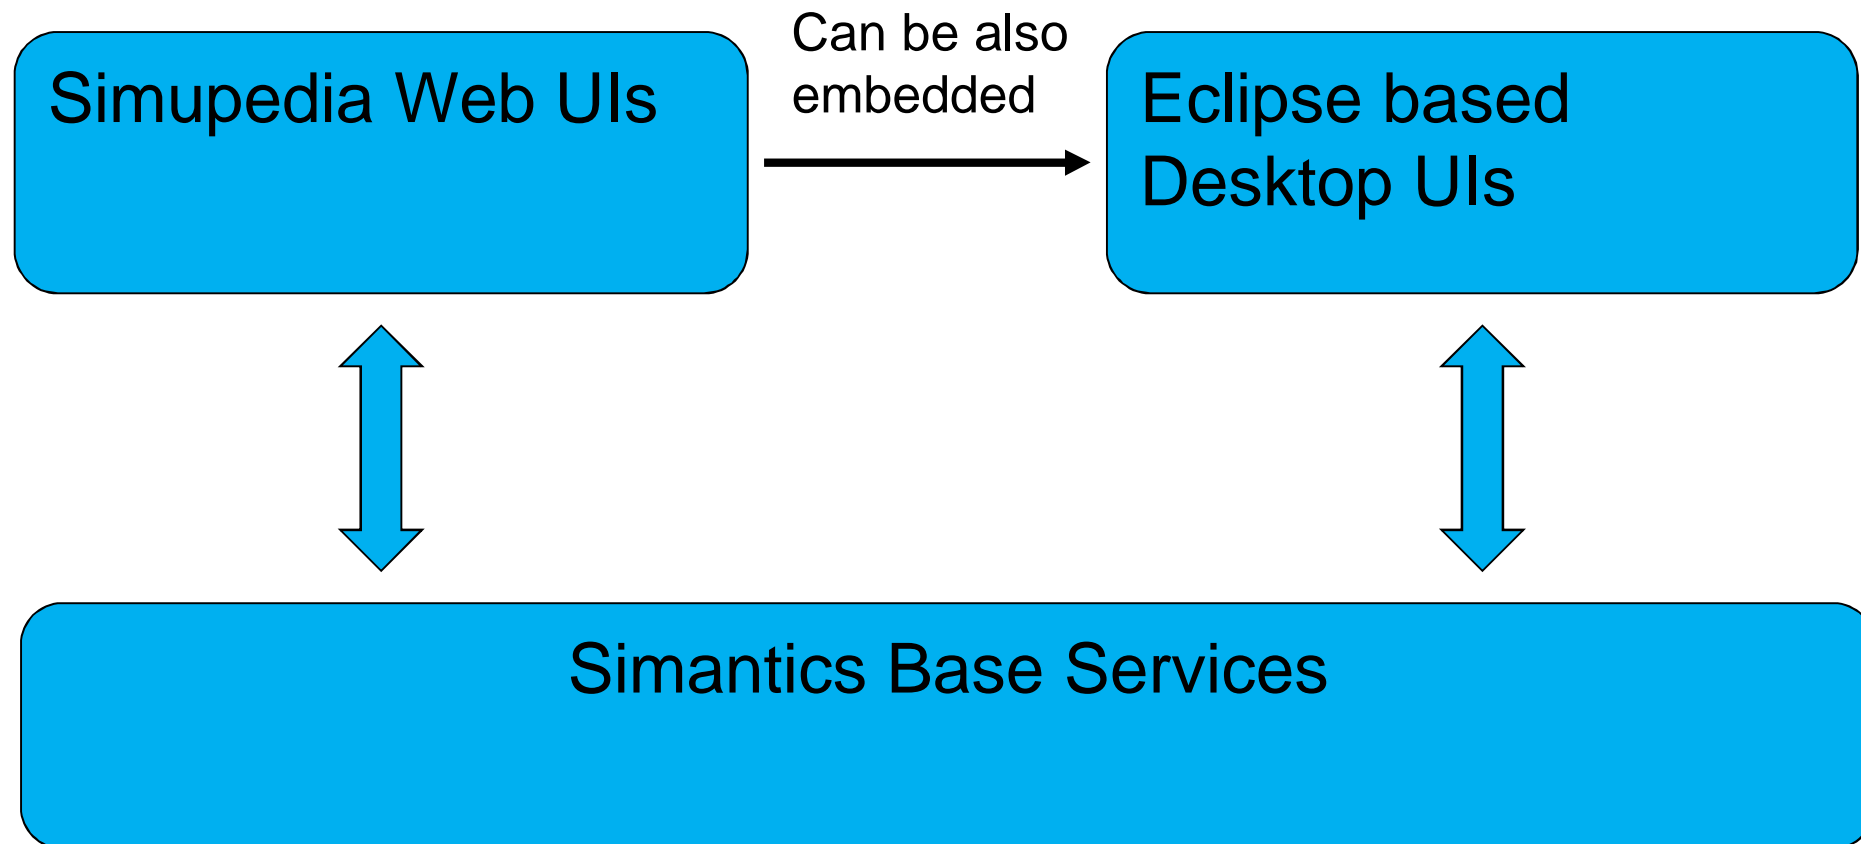 Simupedia Web UIs
Can be also
embedded
Eclipse based
Desktop UIs
Simantics Base Services